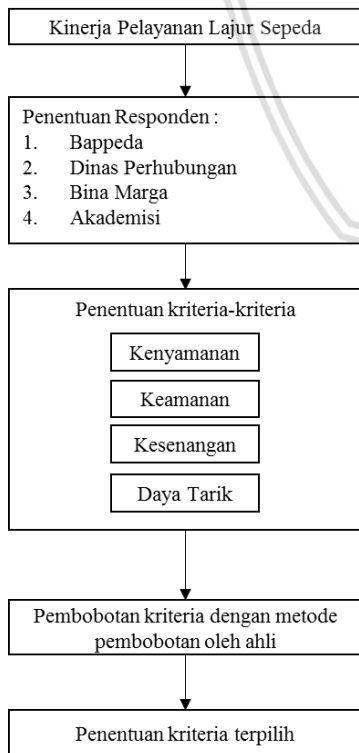 Kinerja Pelayanan Lajur Sepeda
Penentuan Responden :
1. Bappeda
2. Dinas Perhubungan
3. Bina Marga
4. Akademisi
Penentuan kriteria-kriteria
Kenyamanan
Keamanan
Kesenangan
Daya Tarik
Pembobotan kriteria dengan metode
pembobotan oleh ahli
Penentuan kriteria terpilih